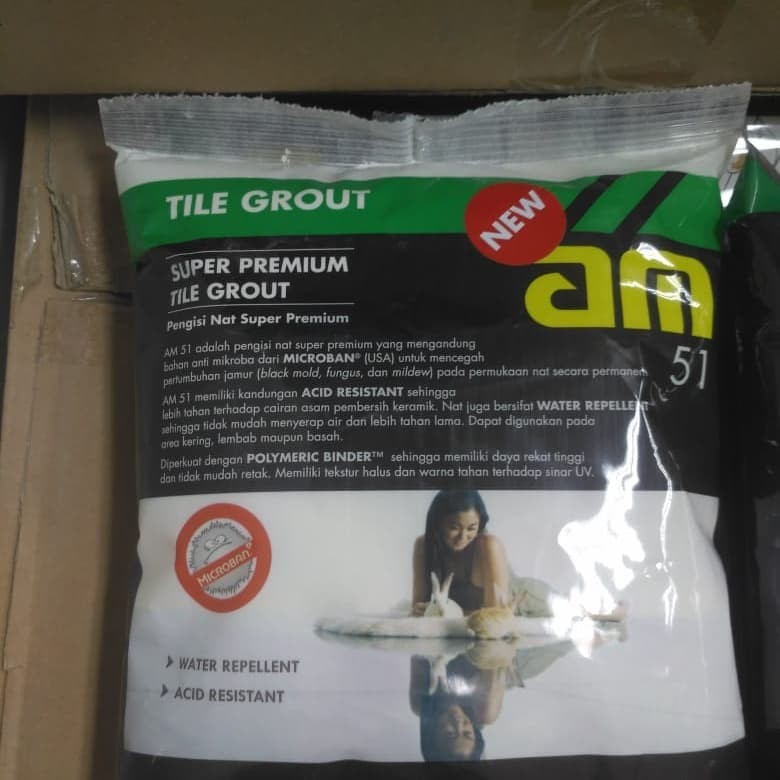 TILE GROUT
NEW
am
51
SUPER PREMIUM
TILE GROUT
Pengisi Nat Super Premium
AM 51 adalah pengisi nat super premium yang mengandung
bahan anti mikroba dari MICROBAN® (USA) untuk mencegah
pertumbuhan jamur (black mold, fungus, dan mildew) pada permukaan nat secara permanen
AM 51 memiliki kandungan ACID RESISTANT sehingga
lebih tahan terhadap cairan asam pembersih keramik. Nat juga bersifat WATER REPELLENT
sehingga tidak mudah menyerap air dan lebih tahan lama. Dapat digunakan pada
area kering, lembab maupun basah.
Diperkuat dengan POLYMERIC BINDER™ sehingga memiliki daya rekat tinggi
dan tidak mudah retak. Memiliki tekstur halus dan warna tahan terhadap sinar UV.
MICROBAN
WATER REPELLENT
ACID RESISTANT